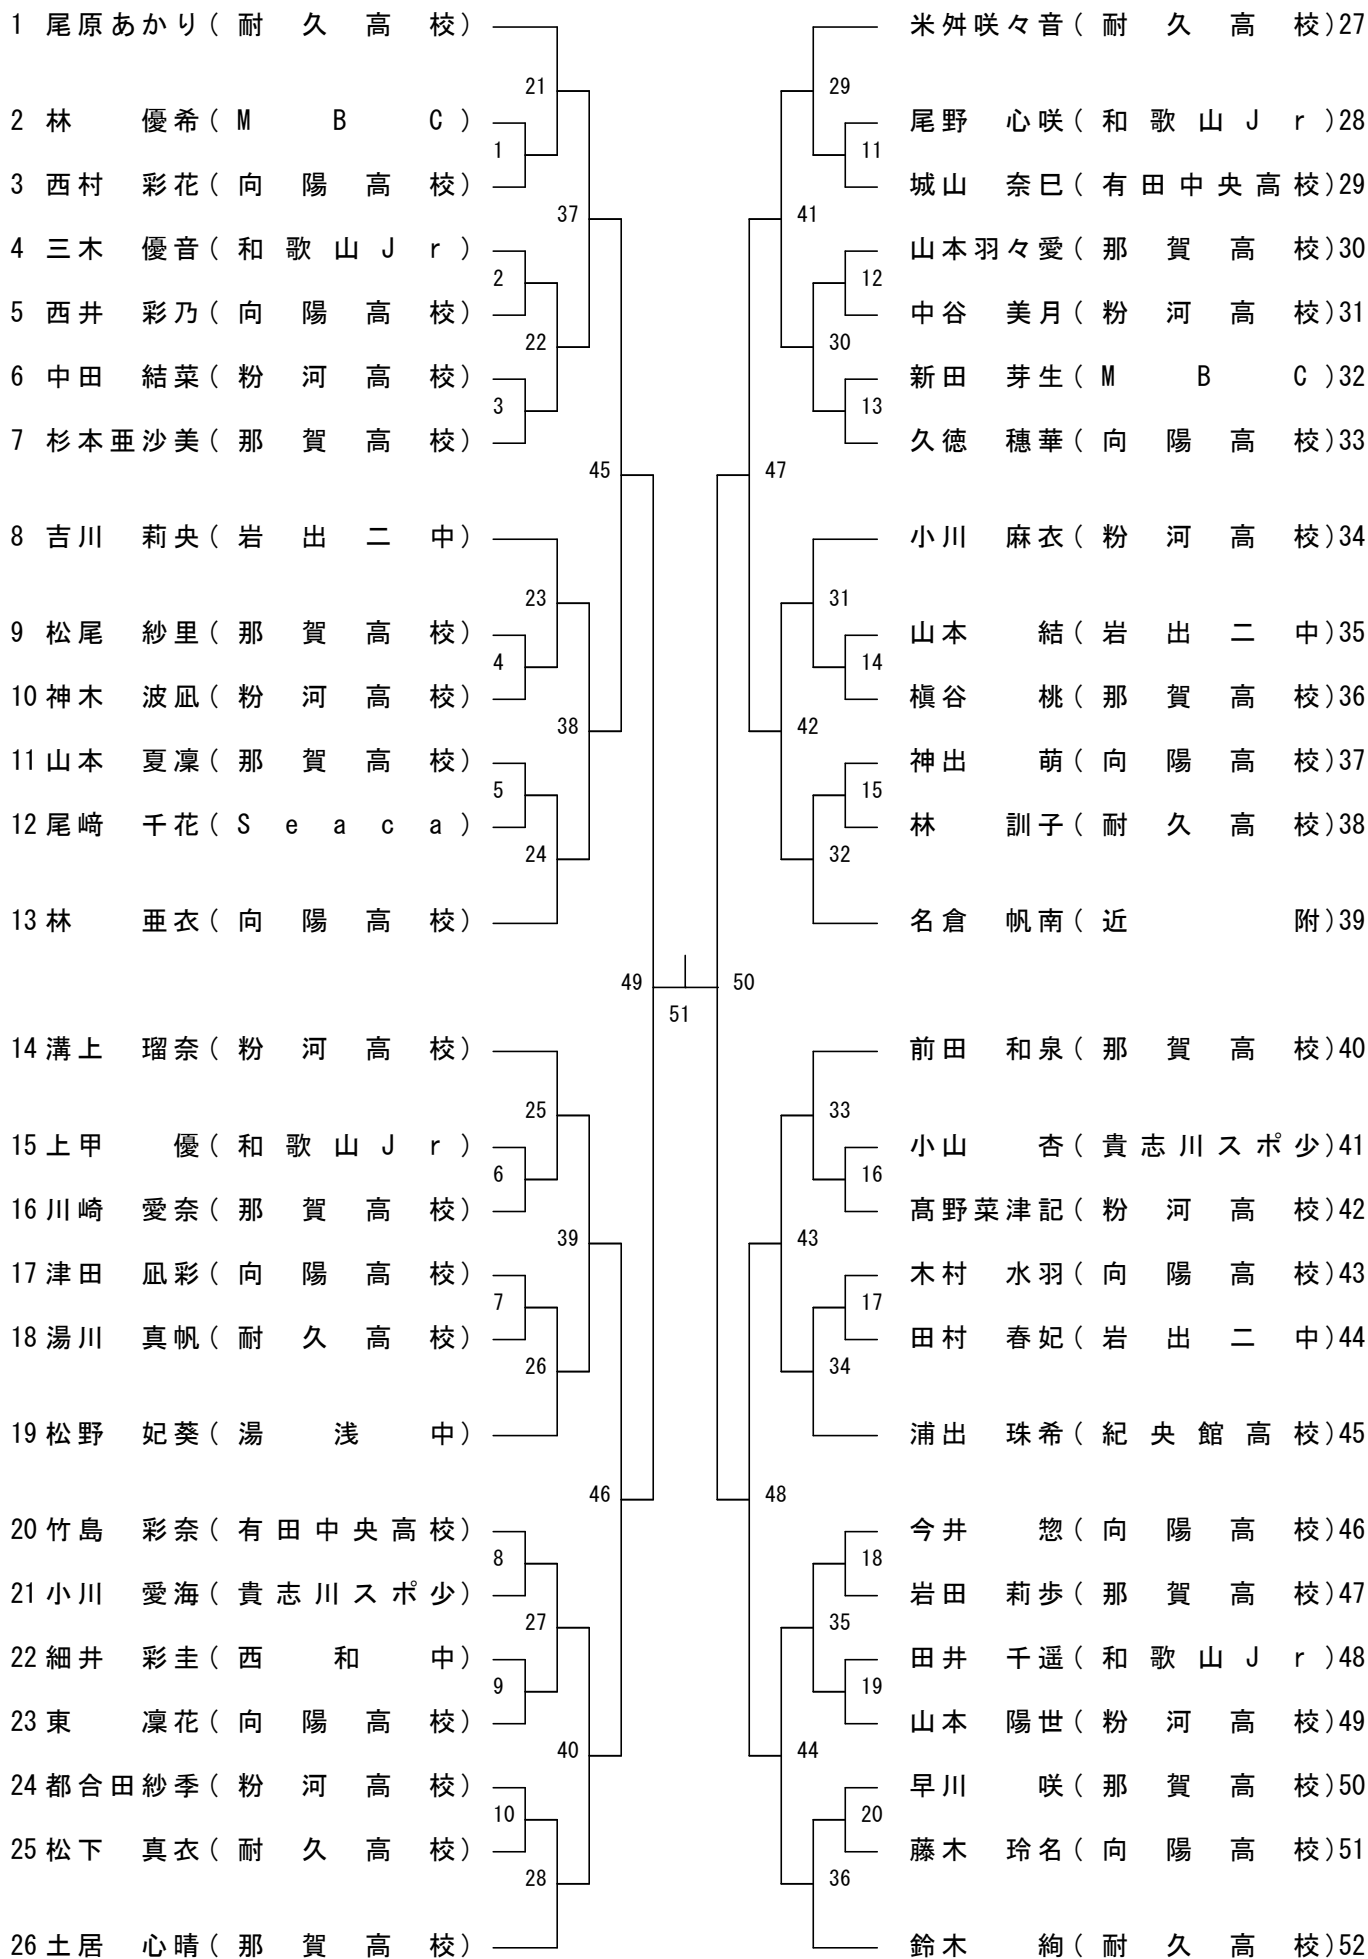 1 尾原あかり(耐久高校)
2 林 優希(MBC)
3 西村 彩花(向陽高校)
4 三木 優音(和歌山Jr)
5 西井 彩乃(向陽高校)
6 中田 結菜(粉河高校)
7 杉本亜沙美(那賀高校)
8 吉川 莉央(岩出二中)
9 松尾 紗里(那賀高校)
10 神木 波凪(粉河高校)
11 山本 夏凜(那賀高校)
12 尾﨑 千花(Seaca)
13 林 亜衣(向陽高校)
14 溝上 瑠奈(粉河高校)
15 上甲 優(和歌山Jr)
16 川崎 愛奈(那賀高校)
17 津田 凪彩(向陽高校)
18 湯川 真帆(耐久高校)
19 松野 妃葵(湯浅中)
20 竹島 彩奈(有田中央高校)
21 小川 愛海(貴志川スポ少)
22 細井 彩圭(西和中)
23 東 凜花(向陽高校)
24 都合田紗季(粉河高校)
25 松下 真衣(耐久高校)
26 土居 心晴(那賀高校)
21
1
37
2
22
3
45
23
4
38
5
24
49
51
50
25
6
39
7
26
46
8
27
9
40
10
28
29
11
41
12
30
13
47
31
14
42
15
32
33
16
43
17
34
48
18
35
19
44
20
36
米舛咲々音(耐久高校)27
尾野 心咲(和歌山Jr)28
城山 奈巳(有田中央高校)29
山本羽々愛(那賀高校)30
中谷 美月(粉河高校)31
新田 芽生(MBC)32
久徳 穂華(向陽高校)33
小川 麻衣(粉河高校)34
山本 結(岩出二中)35
槇谷 桃(那賀高校)36
神出 萌(向陽高校)37
林 訓子(耐久高校)38
名倉 帆南(近附)39
前田 和泉(那賀高校)40
小山 杏(貴志川スポ少)41
髙野菜津記(粉河高校)42
木村 水羽(向陽高校)43
田村 春妃(岩出二中)44
浦出 珠希(紀央館高校)45
今井 惣(向陽高校)46
岩田 莉歩(那賀高校)47
田井 千遥(和歌山Jr)48
山本 陽世(粉河高校)49
早川 咲(那賀高校)50
藤木 玲名(向陽高校)51
鈴木 絢(耐久高校)52